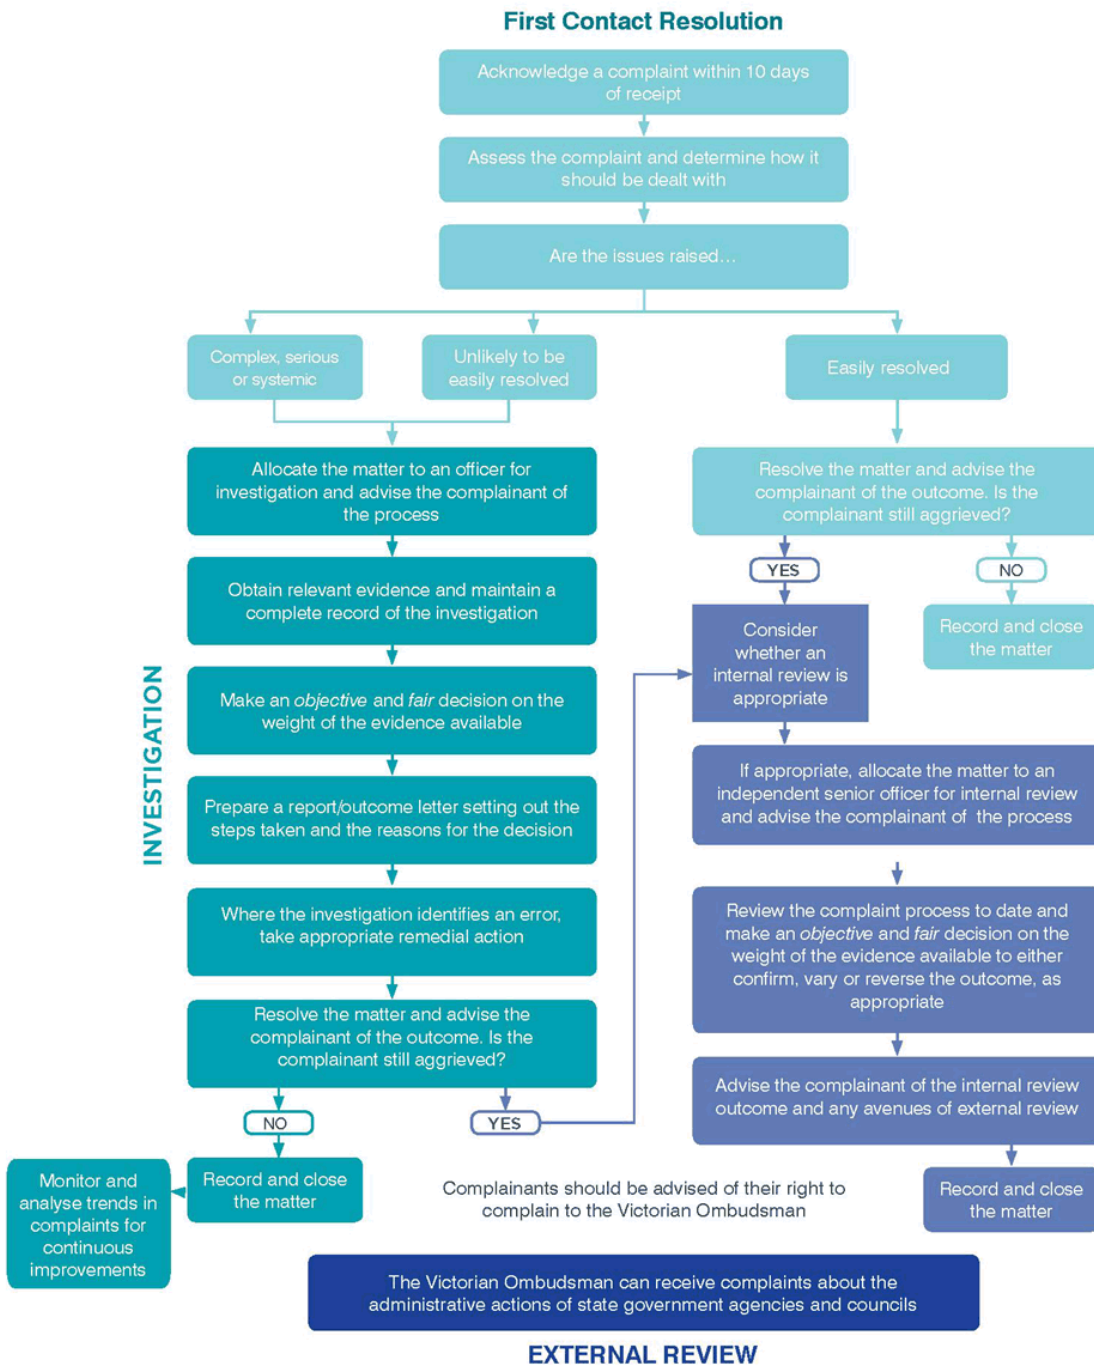 First Contact Resolution
Acknowledge a complaint within 10 days
of receipt
Assess the complaint and determine how it
should be dealt with
Are the issues raised…
Complex, serious
or systemic
Unlikely to be
easily resolved
Easily resolved
Allocate the matter to an officer for
investigation and advise the complainant of
the process
Obtain relevant evidence and maintain a
complete record of the investigation
Make an objective and fair decision on the
weight of the evidence available
Prepare a report/outcome letter setting out the
steps taken and the reasons for the decision
Where the investigation identifies an error,
take appropriate remedial action
Resolve the matter and advise the
complainant of the outcome. Is the
complainant still aggrieved?
NO
YES
Record and close
the matter
Monitor and
analyse trends in
complaints for
continuous
improvements
INVESTIGATION
Resolve the matter and advise the
complainant of the outcome. Is the
complainant still aggrieved?
YES
NO
Consider
whether an
internal review is
appropriate
Record and close
the matter
If appropriate, allocate the matter to an
independent senior officer for internal review
and advise the complainant of the process
Review the complaint process to date and
make an objective and fair decision on the
weight of the evidence available to either
confirm, vary or reverse the outcome, as
appropriate
Advise the complainant of the internal review
outcome and any avenues of external review
Record and close
the matter
Complainants should be advised of their right to
complain to the Victorian Ombudsman
The Victorian Ombudsman can receive complaints about the
administrative actions of state government agencies and councils
EXTERNAL REVIEW